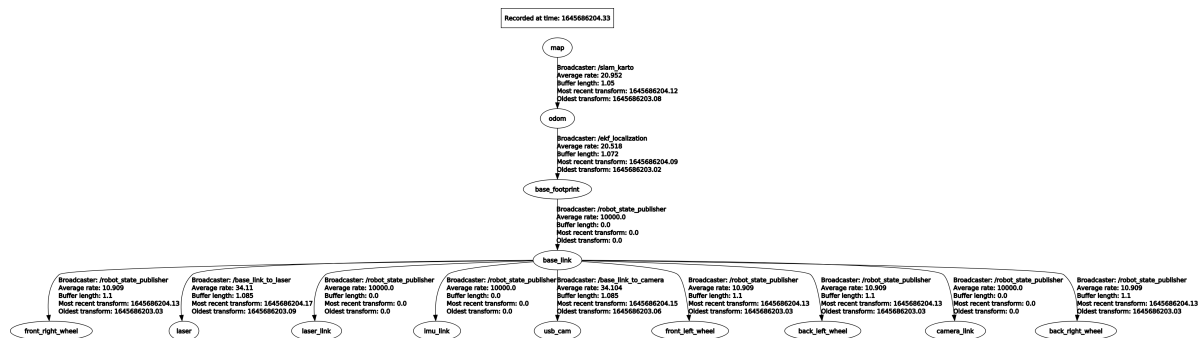 Recorded at time: 1645686204.33
map
Broadcaster: /slam_karto
Average rate: 20.952
Buffer length: 1.05
Most recent transform: 1645686204.12
Oldest transform: 1645686203.08
odom
Broadcaster: /ekf_localization
Average rate: 20.518
Buffer length: 1.072
Most recent transform: 1645686204.09
Oldest transform: 1645686203.02
base_footprint
Broadcaster: /robot_state_publisher
Average rate: 10000.0
Buffer length: 0.0
Most recent transform: 0.0
Oldest transform: 0.0
base_link
Broadcaster: /robot_state_publisher
Average rate: 10.909
Buffer length: 1.1
Most recent transform: 1645686204.13
Oldest transform: 1645686203.03
front_right_wheel
Broadcaster: /base_link_to_laser
Average rate: 34.11
Buffer length: 1.085
Most recent transform: 1645686204.17
Oldest transform: 1645686203.09
laser
Broadcaster: /robot_state_publisher
Average rate: 10000.0
Buffer length: 0.0
Most recent transform: 0.0
Oldest transform: 0.0
laser_link
Broadcaster: /robot_state_publisher
Average rate: 10000.0
Buffer length: 0.0
Most recent transform: 0.0
Oldest transform: 0.0
imu_link
Broadcaster: /base_link_to_camera
Average rate: 34.104
Buffer length: 1.085
Most recent transform: 1645686204.15
Oldest transform: 1645686203.06
usb_cam
Broadcaster: /robot_state_publisher
Average rate: 10.909
Buffer length: 1.1
Most recent transform: 1645686204.13
Oldest transform: 1645686203.03
front_left_wheel
Broadcaster: /robot_state_publisher
Average rate: 10.909
Buffer length: 1.1
Most recent transform: 1645686204.13
Oldest transform: 1645686203.03
back_left_wheel
Broadcaster: /robot_state_publisher
Average rate: 10000.0
Buffer length: 0.0
Most recent transform: 0.0
Oldest transform: 0.0
camera_link
Broadcaster: /robot_state_publisher
Average rate: 10.909
Buffer length: 1.1
Most recent transform: 1645686204.13
Oldest transform: 1645686203.03
back_right_wheel